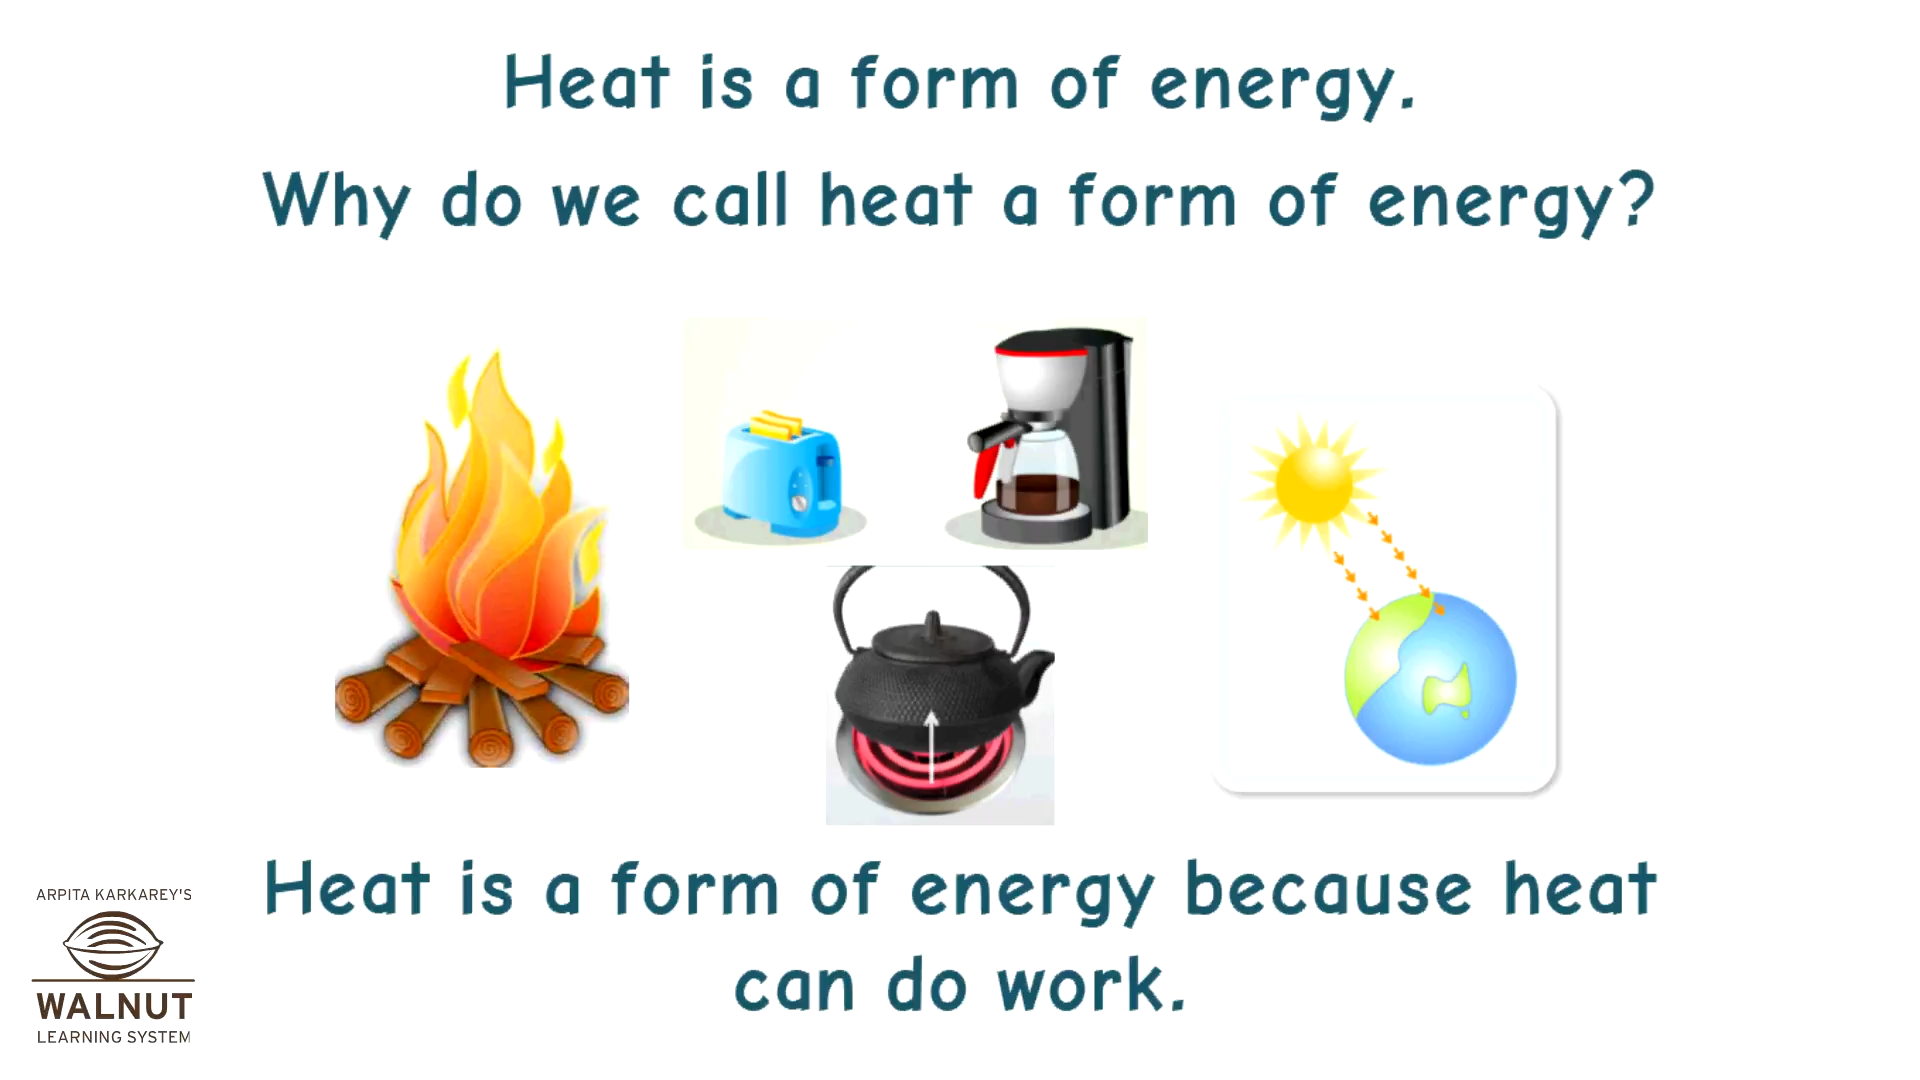 Heat is a form of energy.
Why do we call heat a form of energy?
Heat is a form of energy because heat
can do work.
ARPITA KARKAREY'S
WALNUT
LEARNING SYSTEM